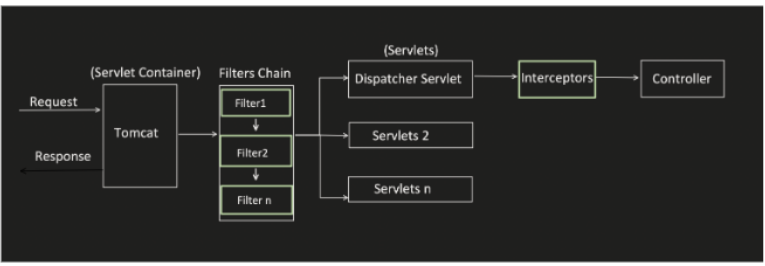 (Servlets)
(Servlet Container)
Filters Chain
Dispatcher Servlet
Interceptors
Controller
Request
Filter1
Tomcat
Servlets 2
Response
Filter2
Servlets n
Filter n